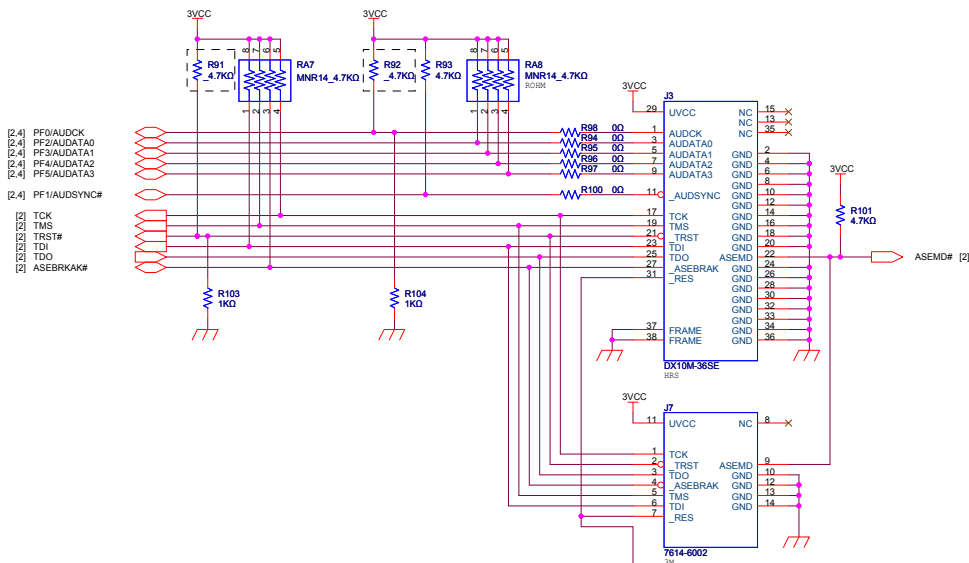 3VCC
3VCC
8 7 6 5
8 7 6 5
R91
_4.7KΩ
RA7
MNR14_4.7KΩ
R92
_4.7KΩ
R93
4.7KΩ
RA8
MNR14_4.7KΩ
ROHM
1 2 3 4
1 2 3 4
3VCC
J3
29 UVCC NC 15
NC 13
NC 35
[2,4] PF0/AUDCK R98 0Ω 1 AUDCK
[2,4] PF2/AUDATA0 R94 0Ω 3 AUDATA0 GND 2
[2,4] PF3/AUDATA1 R95 0Ω 5 AUDATA1 GND 4
[2,4] PF4/AUDATA2 R96 0Ω 7 AUDATA2 GND 6
[2,4] PF5/AUDATA3 R97 0Ω 9 AUDATA3 GND 8
[2,4] PF1/AUDSYNC# R100 0Ω 11 _AUDSYNC GND 10
GND 12
[2] TCK 17 TCK GND 14
[2] TMS 19 TMS GND 16
[2] TRST# 21 _TRST GND 18
[2] TDI 23 TDI GND 20
[2] TDO 25 TDO ASEMD 22
[2] ASEBRKAK# 27 _ASEBRAK GND 24
31 _RES GND 26
GND 28
GND 30
GND 32
GND 33
37 FRAME GND 34
38 FRAME GND 36
DX10M-36SE
HRS
3VCC
R101
4.7KΩ
ASEMD# [2]
R103
1KΩ
R104
1KΩ
3VCC
J7
11 UVCC NC 8
1 TCK
2 _TRST ASEMD 9
3 TDO GND 10
4 _ASEBRAK GND 12
5 TMS GND 13
6 TDI GND 14
7 _RES
7614-6002
3M